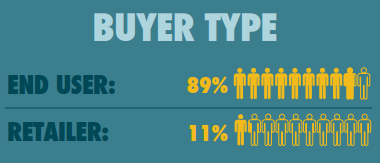 BUYER TYPE
END USER: 89%
RETAILER: 11%